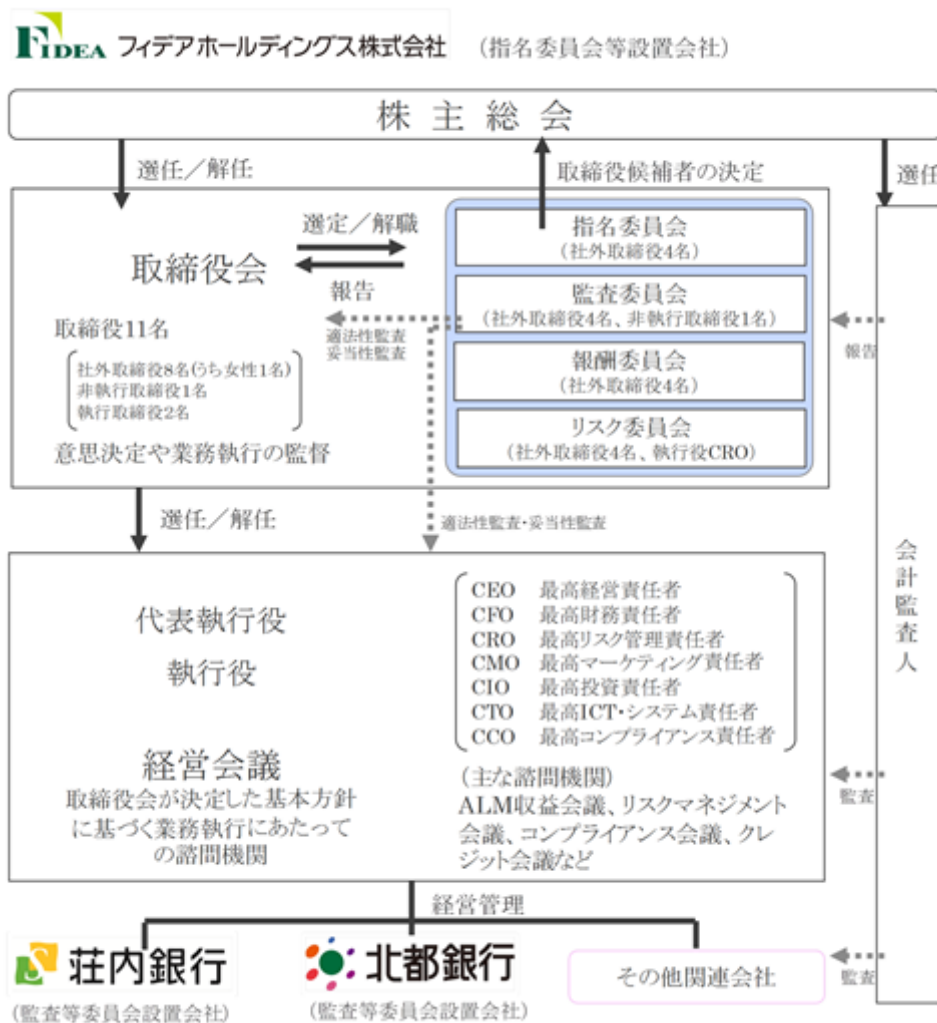 FIDEA フィデアホールディングス株式会社 (指名委員会等設置会社)
株主総会
選任／解任
取締役候補者の決定
選任
選定／解職
報告
取締役会
取締役11名
社外取締役8名(うち女性1名)
非執行取締役1名
執行取締役2名
意思決定や業務執行の監督
適法性監査
妥当性監査
指名委員会
(社外取締役4名)
監査委員会
(社外取締役4名、非執行取締役1名)
報酬委員会
(社外取締役4名)
リスク委員会
(社外取締役4名、執行役CRO)
報告
選任／解任
適法性監査・妥当性監査
会計監査人
代表執行役
執行役
経営会議
取締役会が決定した基本方針
に基づく業務執行にあたって
の諮問機関
CEO 最高経営責任者
CFO 最高財務責任者
CRO 最高リスク管理責任者
CMO 最高マーケティング責任者
CIO 最高投資責任者
CTO 最高ICT・システム責任者
CCO 最高コンプライアンス責任者
(主な諮問機関)
ALM収益会議、リスクマネジメント
会議、コンプライアンス会議、クレ
ジット会議など
監査
経営管理
荘内銀行
(監査等委員会設置会社)
北都銀行
(監査等委員会設置会社)
その他関連会社
監査